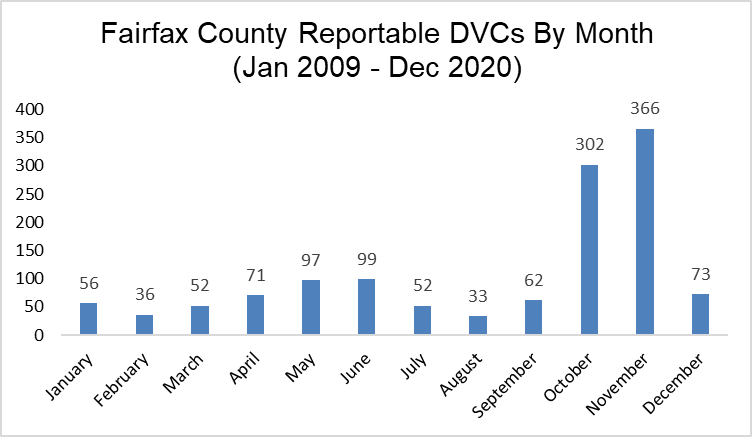 Fairfax County Reportable DVCs By Month
(Jan 2009 - Dec 2020)
400
350
300
250
200
150
100
50
0
56
36
52
71
97
99
52
33
62
302
366
73
January
February
March
April
May
June
July
August
September
October
November
December